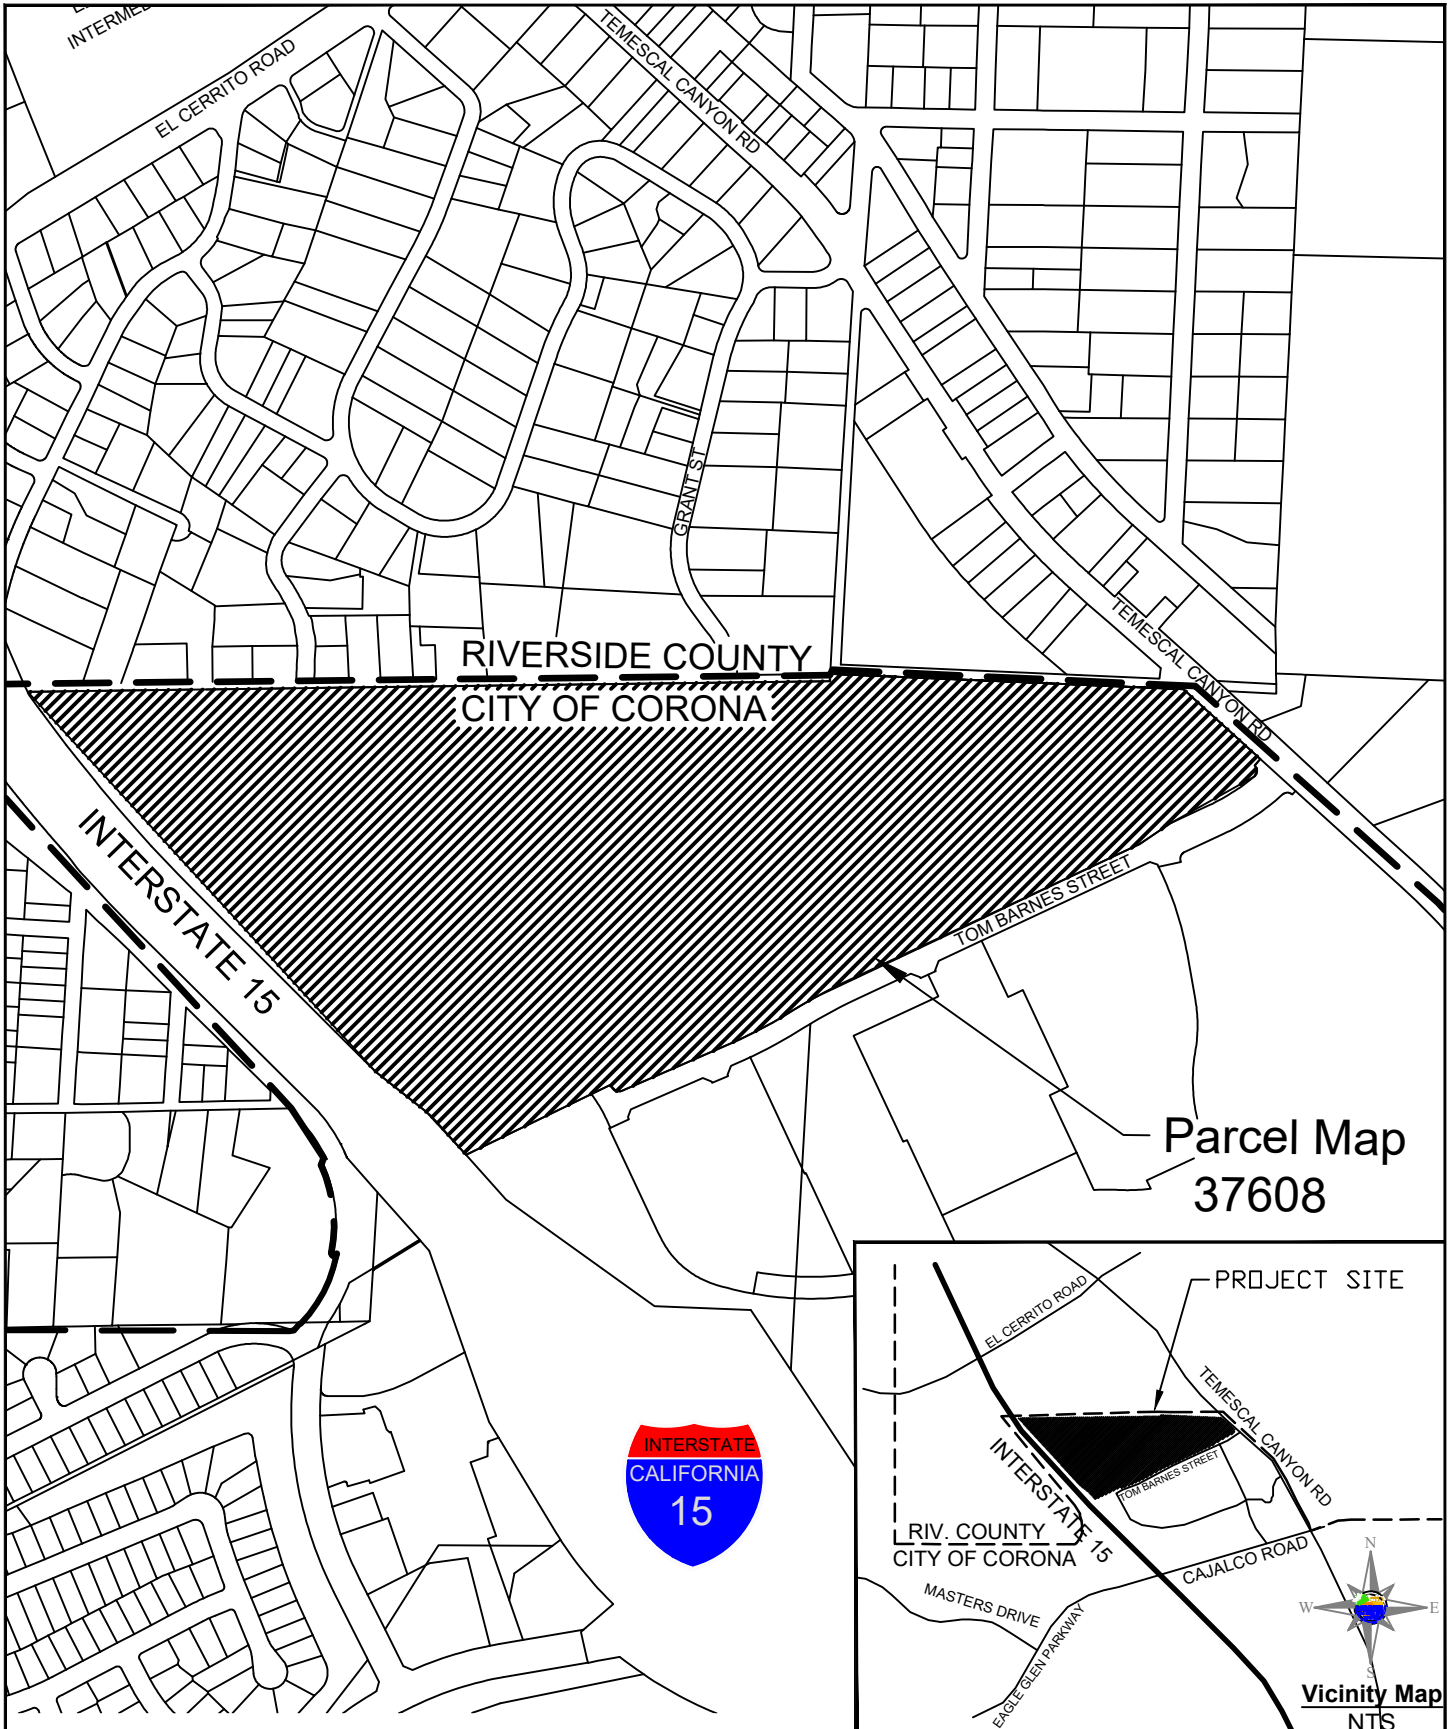 INTERMED
EL CERRITO ROAD
TEMESCAL CANYON RD
GRANT ST
RIVERSIDE COUNTY
CITY OF CORONA
TEMESCAL CANYON RD
INTERSTATE 15
TOM BARNES STREET
Parcel Map
37608
INTERSTATE
CALIFORNIA
15
PROJECT SITE
EL CERRITO ROAD
TEMESCAL CANYON RD
INTERSTATE 15
TOM BARNES STREET
RIV. COUNTY
CITY OF CORONA
CAJALCO ROAD
MASTERS DRIVE
EAGLE GLEN PARKWAY
N
W
E
S
Vicinity Map
NTS